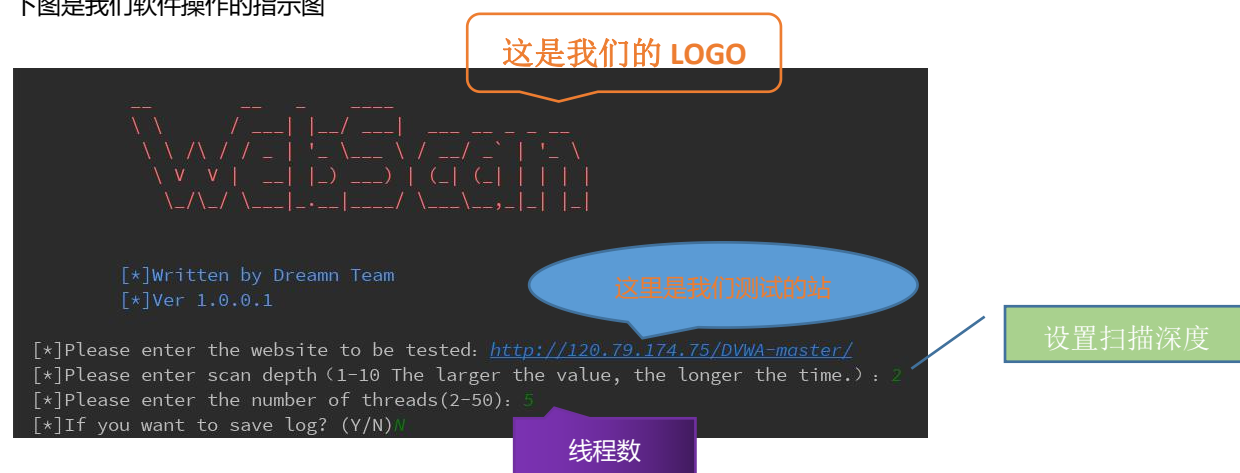 下图是我们软件操作的指示图
这是我们的 LOGO
WebScan
[*]Written by Dreamn Team
[*]Ver 1.0.0.1
这里是我们测试的站
设置扫描深度
[*]Please enter the website to be tested: http://120.79.174.75/DVWA-master/
[*]Please enter scan depth（1-10 The larger the value, the longer the time.）: 2
[*]Please enter the number of threads(2-50): 5
[*]If you want to save log? (Y/N)N
线程数